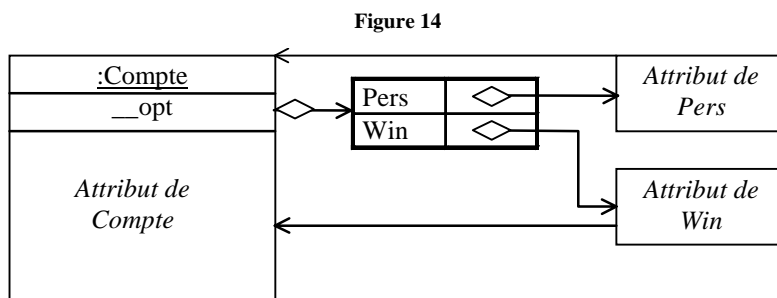 Figure 14
:Compte
__opt
Attribut de
Compte
Pers
Win
Attribut de
Pers
Attribut de
Win